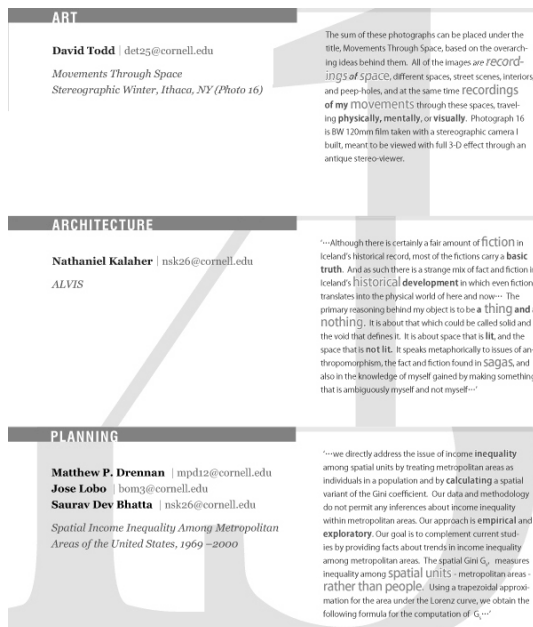 ART
David Todd | det25@cornell.edu
Movements Through Space
Stereographic Winter, Ithaca, NY (Photo 16)
The sum of these photographs can be placed under the
title, Movements Through Space, based on the overarch-
ing ideas behind them. All of the images are record-
ings of space, different spaces, street scenes, interiors
and peep-holes, and at the same time recordings
of my movements through these spaces, travel-
ing physically, mentally, or visually. Photograph 16
is BW 120mm film taken with a stereographic camera I
built, meant to be viewed with full 3-D effect through an
antique stereo-viewer.
1
ARCHITECTURE
Nathaniel Kalaher | nsk26@cornell.edu
ALVIS
'···Although there is certainly a fair amount of fiction in
Iceland's historical record, most of the fictions carry a basic
truth. And as such there is a strange mix of fact and fiction in
Iceland's historical development in which even fiction
translates into the physical world of here and now··· The
primary reasoning behind my object is to be a thing and a
nothing. It is about that which could be called solid and
the void that defines it. It is about space that is lit, and the
space that is not lit. It speaks metaphorically to issues of an-
thropomorphism, the fact and fiction found in sagas, and
also in the knowledge of myself gained by making something
that is ambiguously myself and not myself···'
4
PLANNING
Matthew P. Drennan | mpd12@cornell.edu
Jose Lobo | bom3@cornell.edu
Saurav Dev Bhatta | nsk26@cornell.edu
Spatial Income Inequality Among Metropolitan
Areas of the United States, 1969 –2000
'···we directly address the issue of income inequality
among spatial units by treating metropolitan areas as
individuals in a population and by calculating a spatial
variant of the Gini coefficient. Our data and methodology
do not permit any inferences about income inequality
within metropolitan areas. Our approach is empirical and
exploratory. Our goal is to complement current stud-
ies by providing facts about trends in income inequality
among metropolitan areas. The spatial Gini G, measures
inequality among spatial units - metropolitan areas -
rather than people. Using a trapezoidal approxi-
mation for the area under the Lorenz curve, we obtain the
following formula for the computation of G ···'